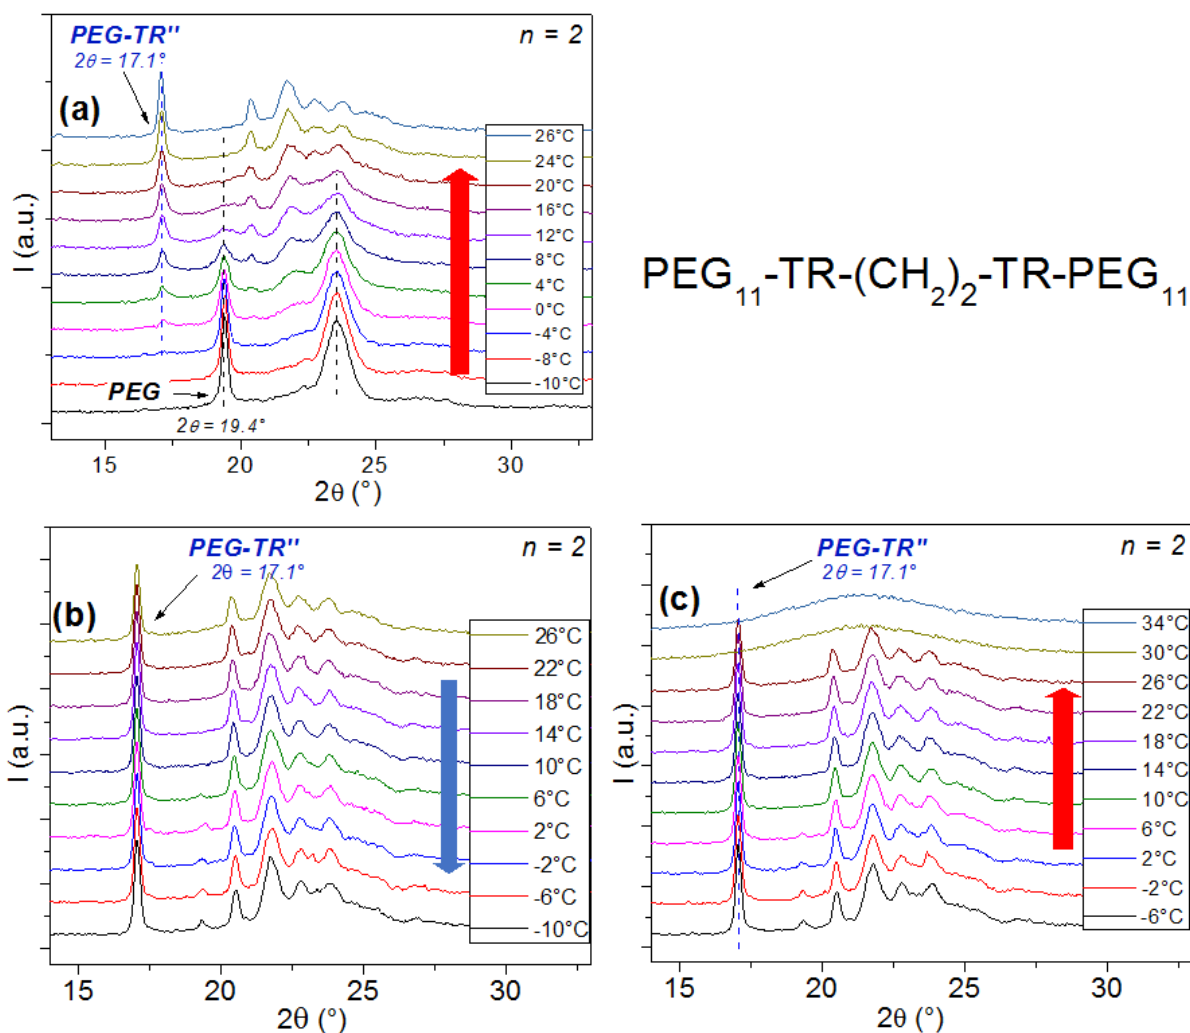 PEG-TR"
2θ = 17.1°
n = 2
(a)
26°C
24°C
20°C
16°C
12°C
8°C
4°C
0°C
-4°C
-8°C
-10°C
PEG
2θ = 19.4°
I (a.u.)
15 20 25 30
2θ (°)
PEG11-TR-(CH2)2-TR-PEG11
PEG-TR"
2θ = 17.1°
n = 2
(b)
26°C
22°C
18°C
14°C
10°C
6°C
2°C
-2°C
-6°C
-10°C
I (a.u.)
15 20 25 30
2θ (°)
PEG-TR"
2θ = 17.1°
n = 2
(c)
34°C
30°C
26°C
22°C
18°C
14°C
10°C
6°C
2°C
-2°C
-6°C
I (a.u.)
15 20 25 30
2θ (°)